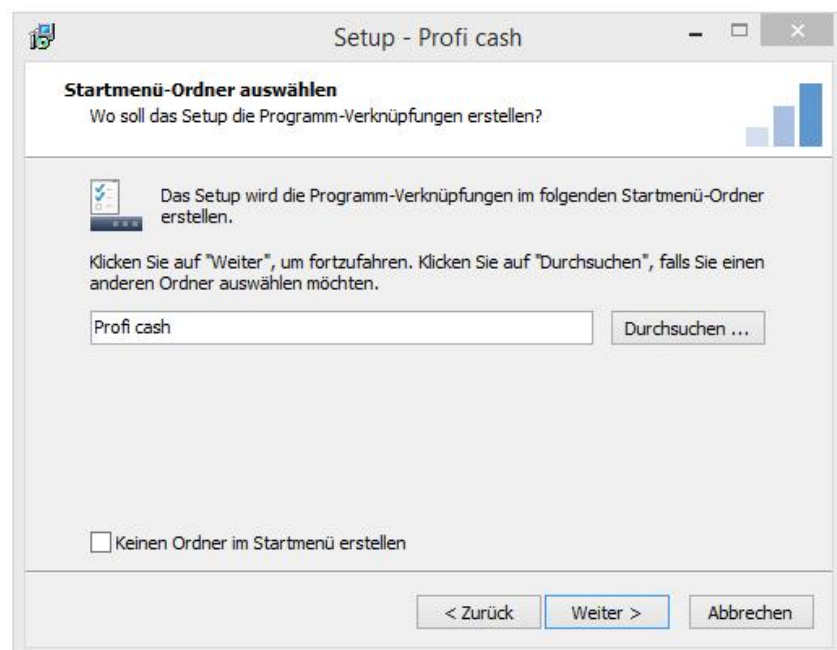 Setup - Profi cash
Startmenü-Ordner auswählen
Wo soll das Setup die Programm-Verknüpfungen erstellen?
Das Setup wird die Programm-Verknüpfungen im folgenden Startmenü-Ordner
erstellen.
Klicken Sie auf "Weiter", um fortzufahren. Klicken Sie auf "Durchsuchen", falls Sie einen
anderen Ordner auswählen möchten.
Profi cash
Durchsuchen ...
Keinen Ordner im Startmenü erstellen
< Zurück
Weiter >
Abbrechen